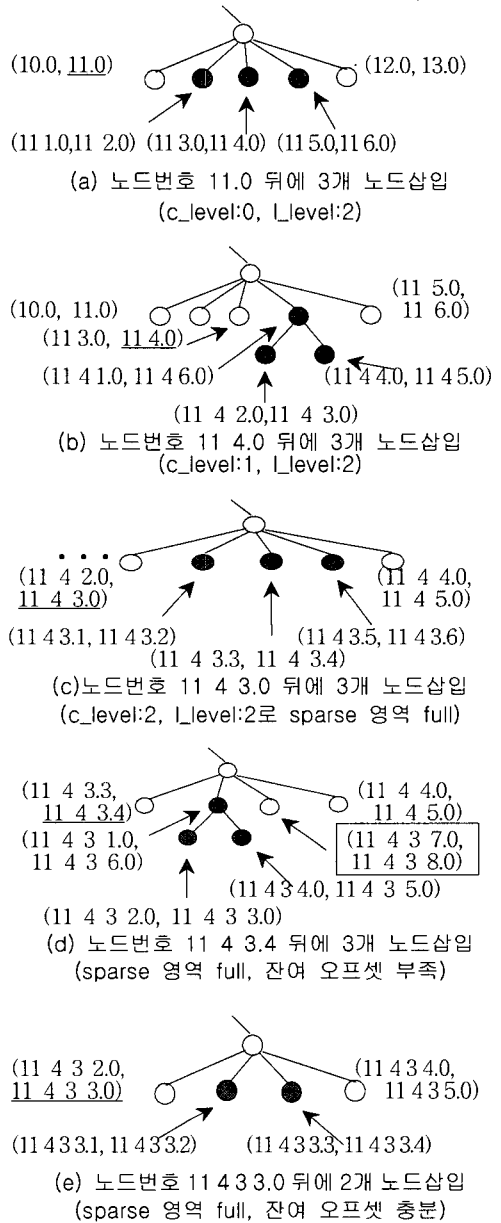 (10.0, 11.0)
(12.0, 13.0)
(11 1.0,11 2.0) (11 3.0,11 4.0) (11 5.0,11 6.0)
(a) 노드번호 11.0 뒤에 3개 노드삽입
(c_level:0, l_level:2)
(11 5.0,
11 6.0)
(10.0, 11.0)
(11 3.0, 11 4.0)
(11 4 1.0, 11 4 6.0)
(11 4 4.0, 11 4 5.0)
(11 4 2.0,11 4 3.0)
(b) 노드번호 11 4.0 뒤에 3개 노드삽입
(c_level:1, l_level:2)
. . .
(11 4 2.0,
11 4 3.0)
(11 4 4.0,
11 4 5.0)
(11 4 3.1, 11 4 3.2)
(11 4 3.5, 11 4 3.6)
(11 4 3.3, 11 4 3.4)
(c)노드번호 11 4 3.0 뒤에 3개 노드삽입
(c_level:2, l_level:2로 sparse 영역 full)
(11 4 3.3,
11 4 3.4)
(11 4 4.0,
11 4 5.0)
(11 4 3 1.0,
11 4 3 6.0)
(11 4 3 7.0,
11 4 3 8.0)
(11 4 3 4.0, 11 4 3 5.0)
(11 4 3 2.0, 11 4 3 3.0)
(d) 노드번호 11 4 3.4 뒤에 3개 노드삽입
(sparse 영역 full, 잔여 오프셋 부족)
(11 4 3 2.0,
11 4 3 3.0)
(11 4 3 4.0,
11 4 3 5.0)
(11 4 3 3.1, 11 4 3 3.2)
(11 4 3 3.3, 11 4 3 3.4)
(e) 노드번호 11 4 3 3.0 뒤에 2개 노드삽입
(sparse 영역 full, 잔여 오프셋 충분)